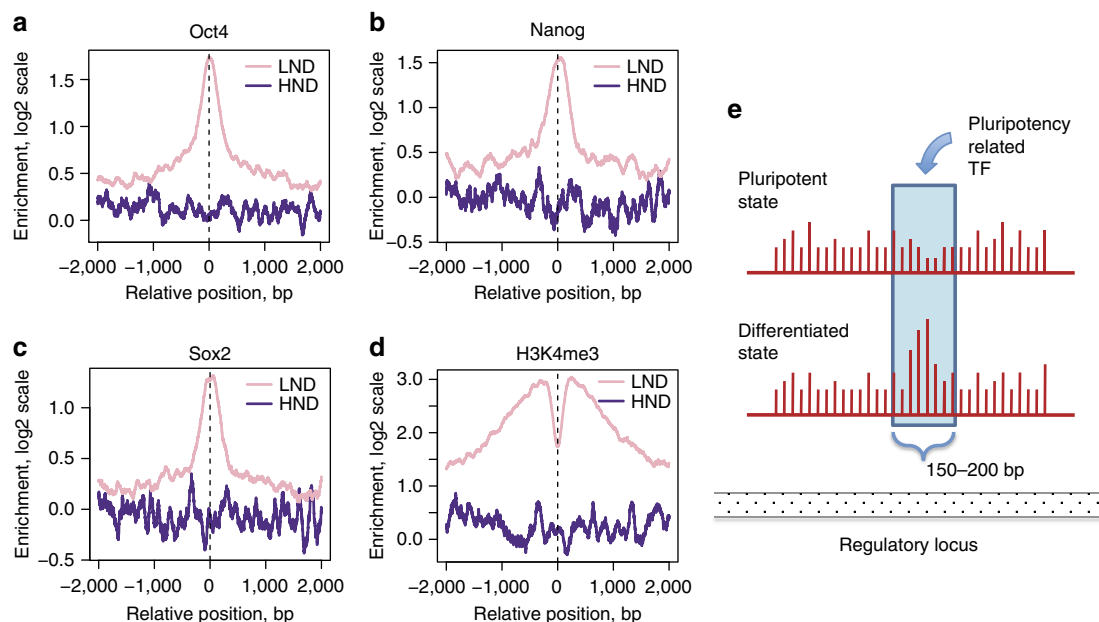 a
Oct4
Enrichment, log2 scale
1.5
1.0
0.5
0.0
LND
HND
−2,000 −1,000 0 1,000 2,000
Relative position, bp
b
Nanog
Enrichment, log2 scale
1.5
1.0
0.5
0.0
−0.5
LND
HND
−2,000 −1,000 0 1,000 2,000
Relative position, bp
c
Sox2
Enrichment, log2 scale
1.0
0.5
0.0
−0.5
LND
HND
−2,000 −1,000 0 1,000 2,000
Relative position, bp
d
H3K4me3
Enrichment, log2 scale
3.0
2.0
1.0
0.0
LND
HND
−2,000 −1,000 0 1,000 2,000
Relative position, bp
e
Pluripotency
related
TF
Pluripotent
state
Differentiated
state
150–200 bp
Regulatory locus